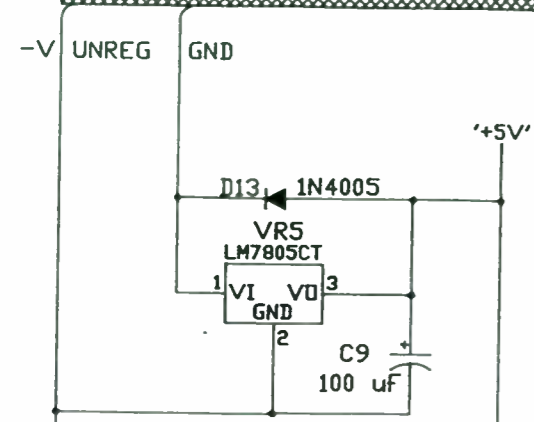 -V UNREG GND
'+5V'
D13 1N4005
VR5
LM7805CT
1 VI VO 3
GND
2
C9 +
100 uF